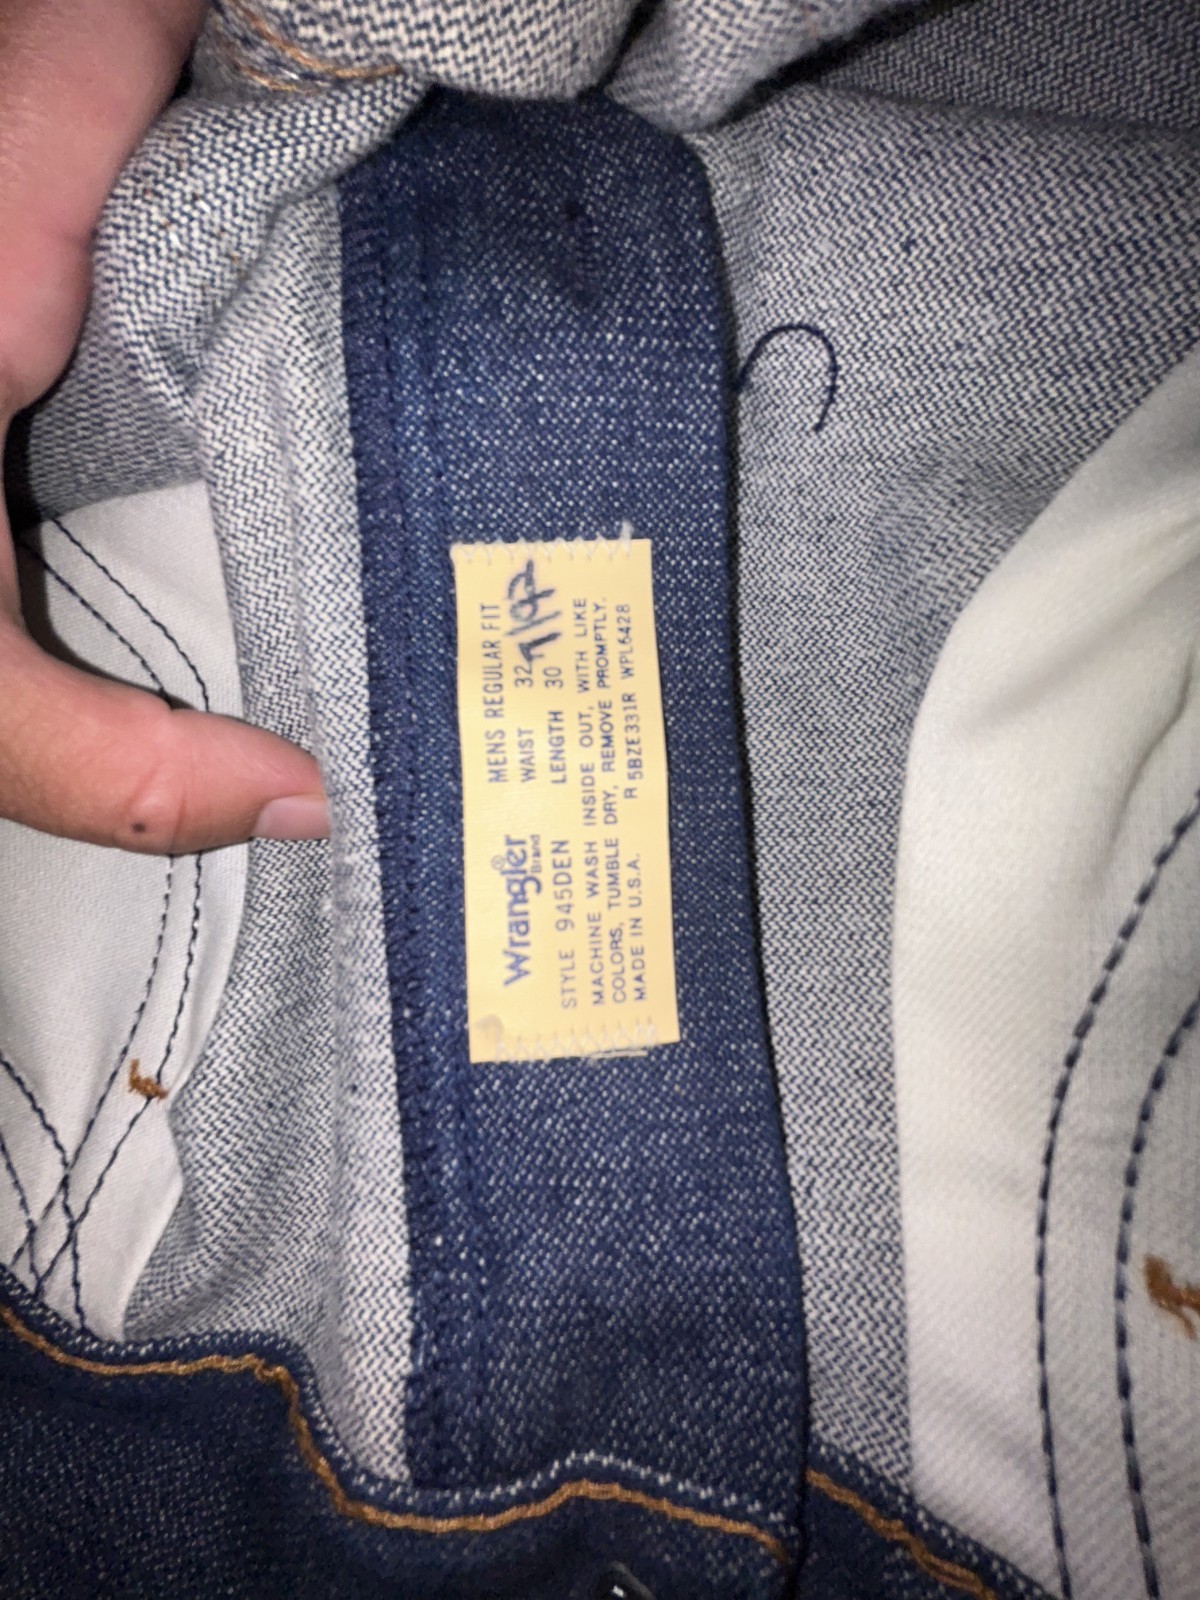 Wrangler® MENS REGULAR FIT
Brand WAIST 32
STYLE 945DEN LENGTH 30
7/92
MACHINE WASH INSIDE OUT, WITH LIKE
COLORS, TUMBLE DRY, REMOVE PROMPTLY.
MADE IN U.S.A. R 5BZE331R WPL6428